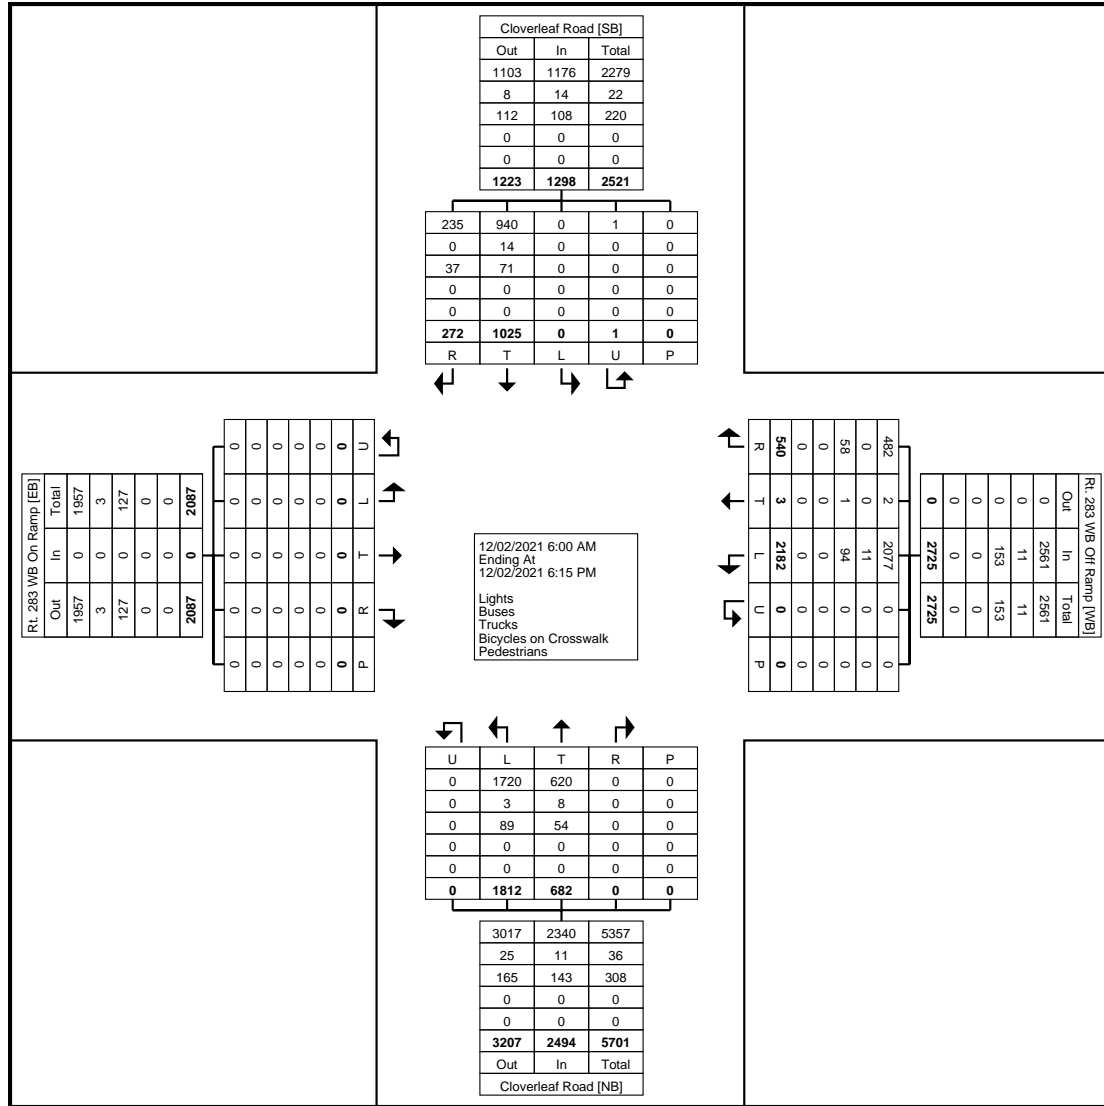 Cloverleaf Road [SB]
Out In Total
1103 1176 2279
8 14 22
112 108 220
0 0 0
0 0 0
1223 1298 2521
235 940 0 1 0
0 14 0 0 0
37 71 0 0 0
0 0 0 0 0
0 0 0 0 0
272 1025 0 1 0
R T L U P
Rt. 283 WB On Ramp [EB]
Total In Out
1957 0 1957
3 0 3
127 0 127
0 0 0
0 0 0
2087 0 2087
0 0 0 0 0
0 0 0 0 0
0 0 0 0 0
0 0 0 0 0
0 0 0 0 0
0 0 0 0 0
U L T R P
12/02/2021 6:00 AM
Ending At
12/02/2021 6:15 PM
Lights
Buses
Trucks
Bicycles on Crosswalk
Pedestrians
Rt. 283 WB Off Ramp [WB]
Out In Total
0 2561 2561
0 11 11
0 153 153
0 0 0
0 0 0
0 2725 2725
482 2 2077 0 0
0 0 11 0 0
58 1 94 0 0
0 0 0 0 0
0 0 0 0 0
540 3 2182 0 0
R T L U P
U L T R P
0 1720 620 0 0
0 3 8 0 0
0 89 54 0 0
0 0 0 0 0
0 0 0 0 0
0 1812 682 0 0
3017 2340 5357
25 11 36
165 143 308
0 0 0
0 0 0
3207 2494 5701
Out In Total
Cloverleaf Road [NB]